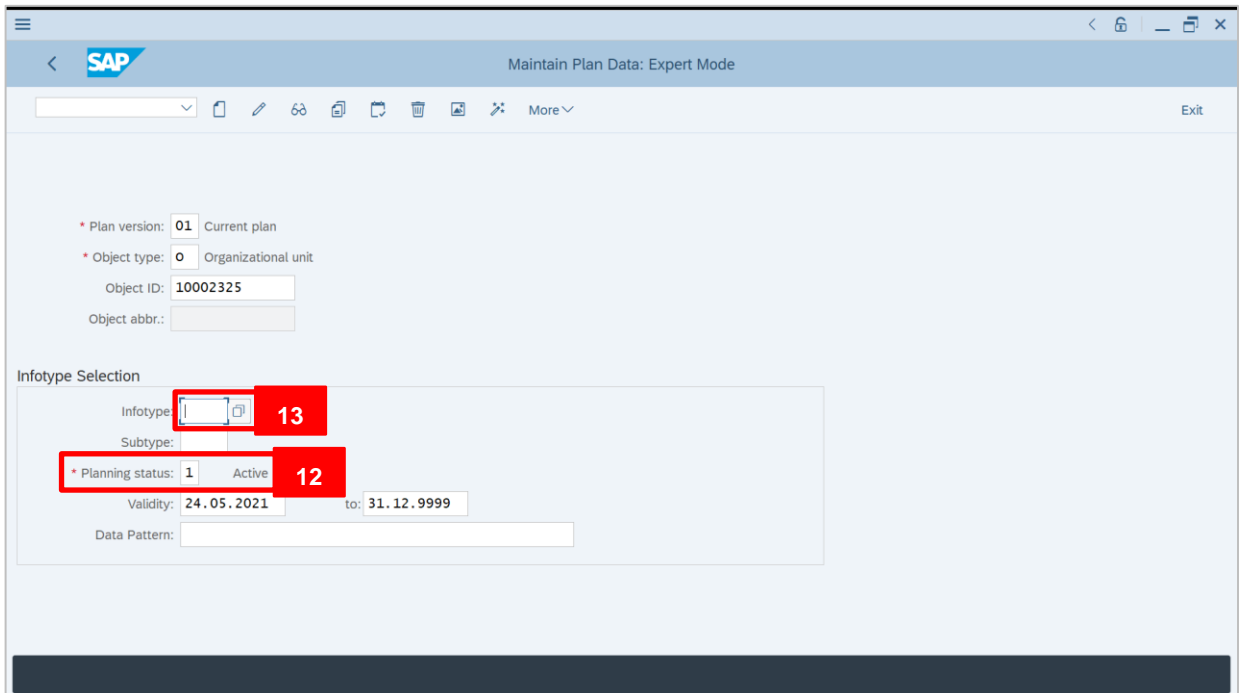 SAP
Maintain Plan Data: Expert Mode
More
Exit
* Plan version: 01 Current plan
* Object type: O Organizational unit
Object ID: 10002325
Object abbr.:
Infotype Selection
Infotype:
13
Subtype:
* Planning status: 1 Active
12
Validity: 24.05.2021 to: 31.12.9999
Data Pattern: